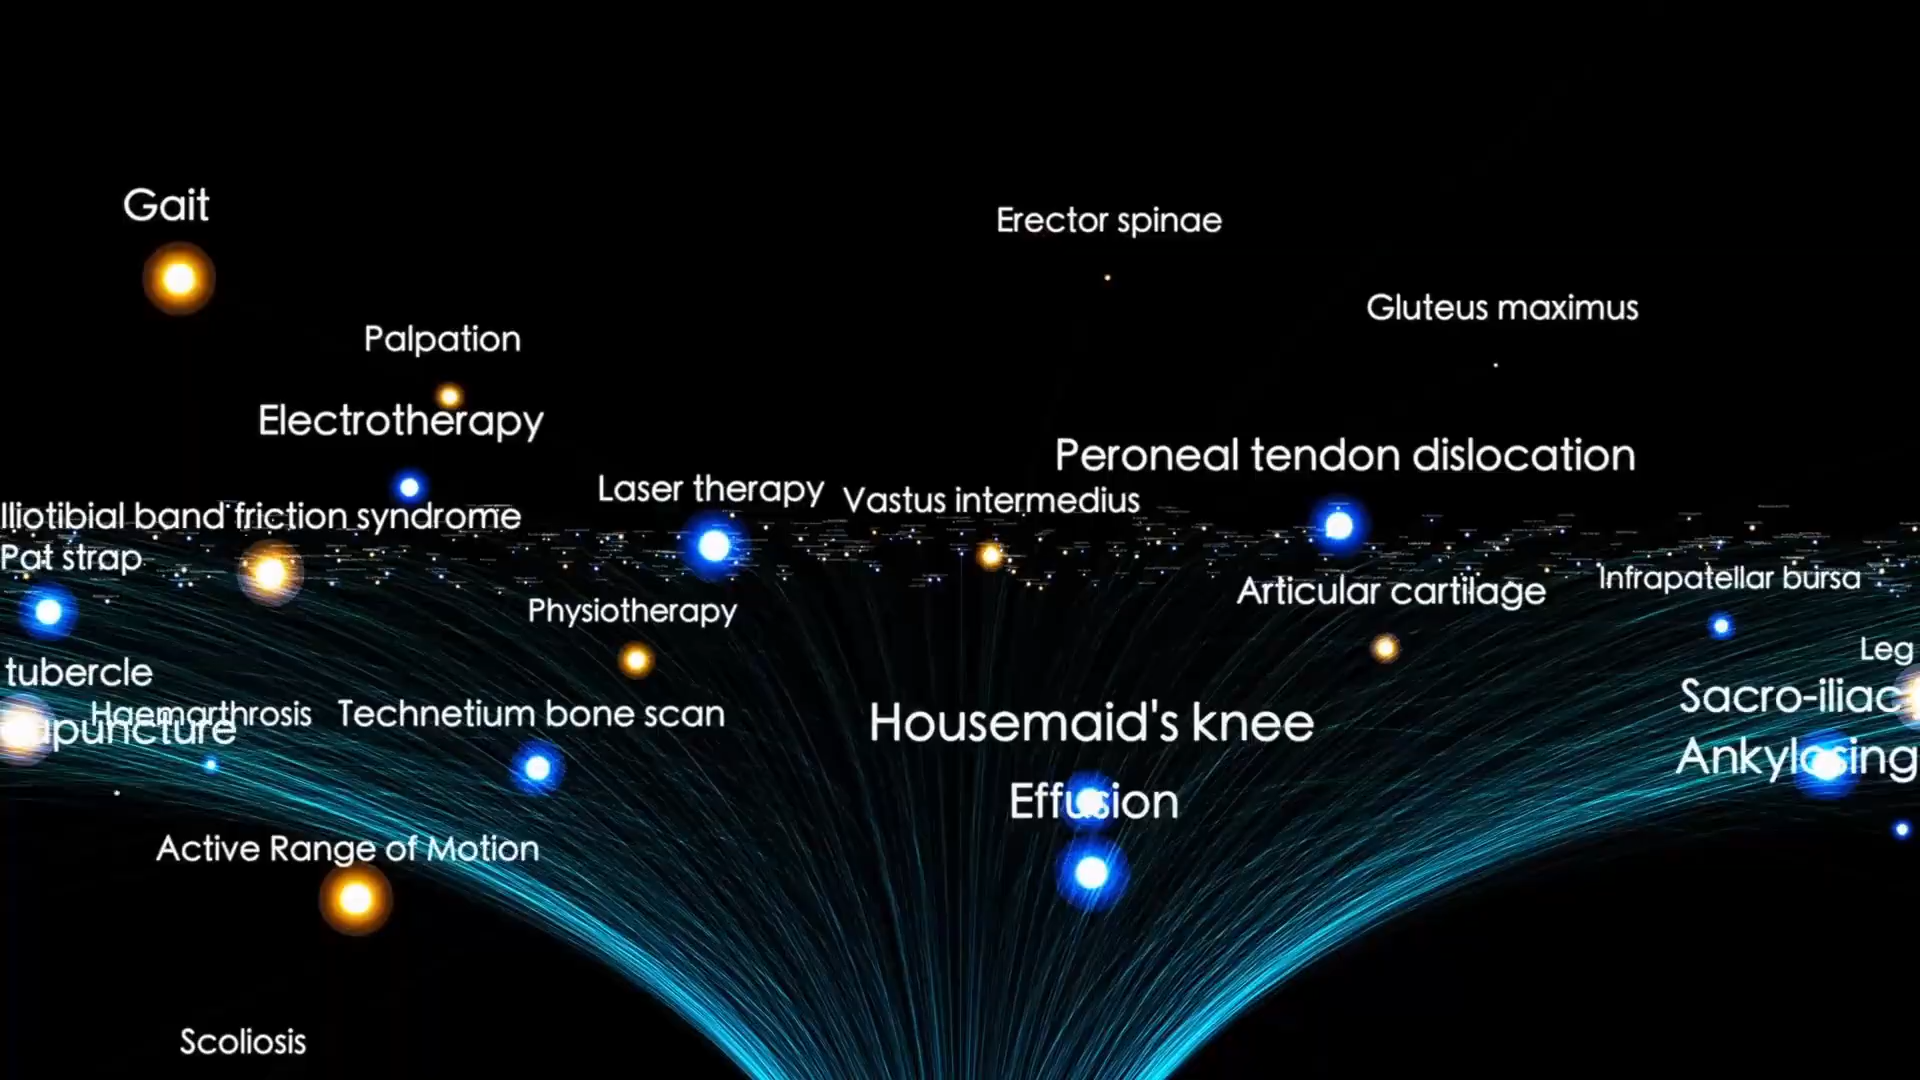 Gait
Erector spinae
Gluteus maximus
Palpation
Electrotherapy
Peroneal tendon dislocation
Laser therapy
Vastus intermedius
Iliotibial band friction syndrome
Pat strap
Infrapatellar bursa
Articular cartilage
Physiotherapy
Leg
tubercle
Sacro-iliac
Haemarthrosis
Technetium bone scan
Housemaid's knee
puncture
Ankylosing
Effusion
Active Range of Motion
Scoliosis